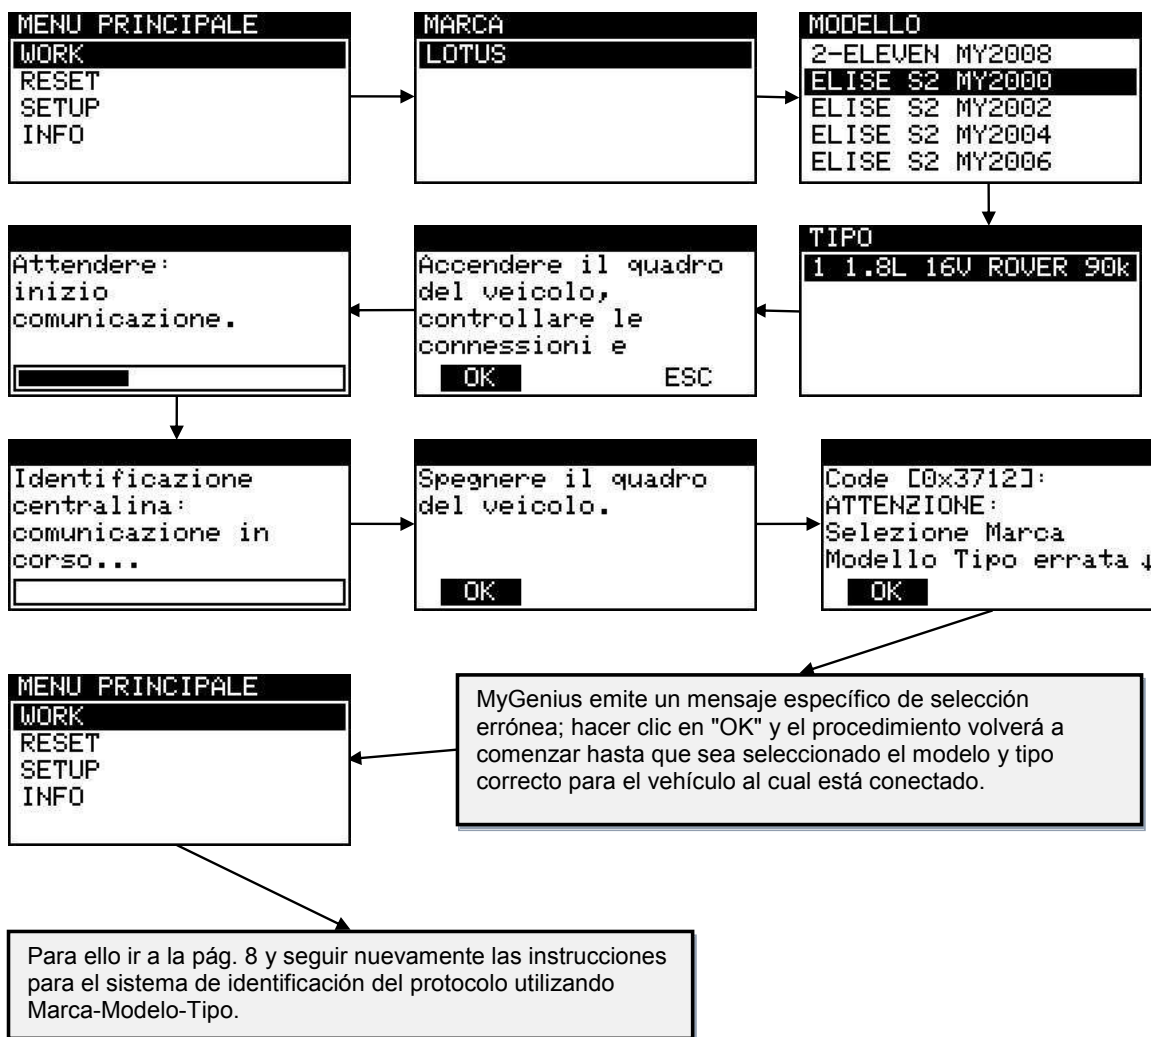 MENU PRINCIPALE
WORK
RESET
SETUP
INFO
MARCA
LOTUS
MODELLO
2-ELEVEN MY2008
ELISE S2 MY2000
ELISE S2 MY2002
ELISE S2 MY2004
ELISE S2 MY2006
TIPO
1 1.8L 16V ROVER 90k
Accendere il quadro
del veicolo,
controllare le
connessioni e
OK ESC
Attendere:
inizio
comunicazione.
Identificazione
centralina:
comunicazione in
corso...
Spegnere il quadro
del veicolo.
OK
Code [0x3712]:
ATTENZIONE:
Selezione Marca
Modello Tipo errata ↓
OK
MyGenius emite un mensaje específico de selección
errónea; hacer clic en "OK" y el procedimiento volverá a
comenzar hasta que sea seleccionado el modelo y tipo
correcto para el vehículo al cual está conectado.
MENU PRINCIPALE
WORK
RESET
SETUP
INFO
Para ello ir a la pág. 8 y seguir nuevamente las instrucciones
para el sistema de identificación del protocolo utilizando
Marca-Modelo-Tipo.